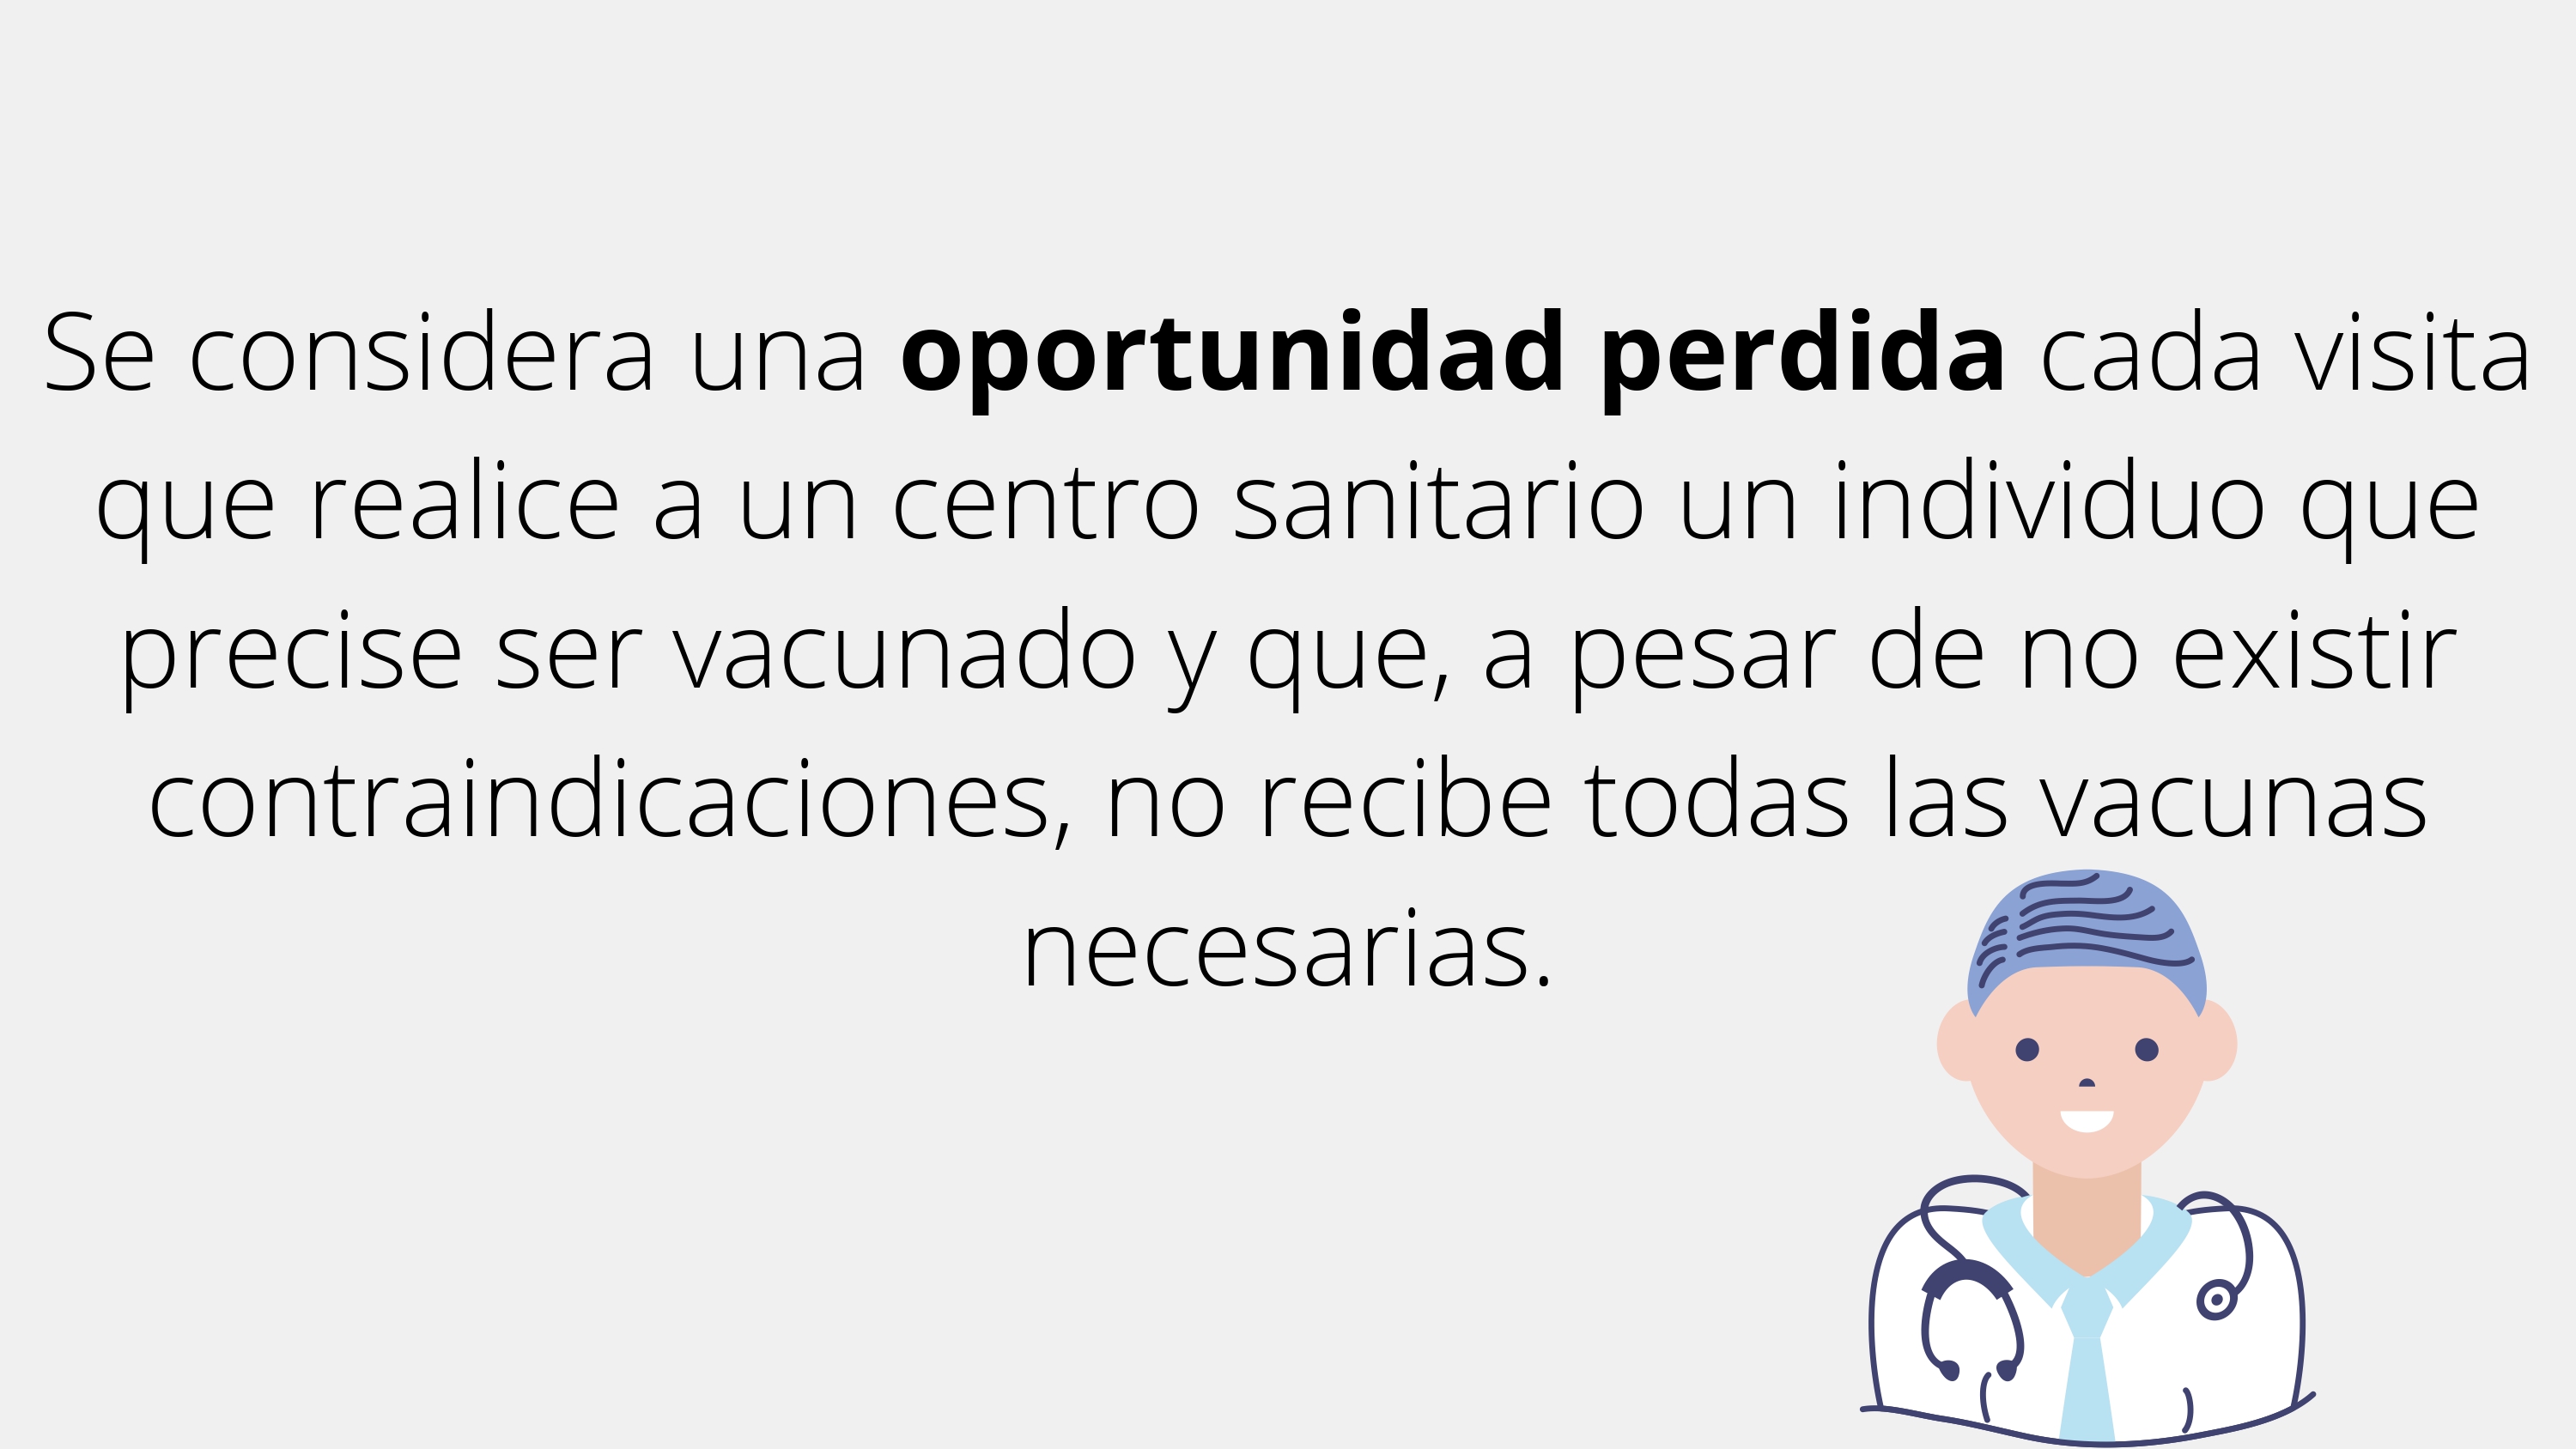 Se considera una oportunidad perdida cada visita
que realice a un centro sanitario un individuo que
precise ser vacunado y que, a pesar de no existir
contraindicaciones, no recibe todas las vacunas
necesarias.